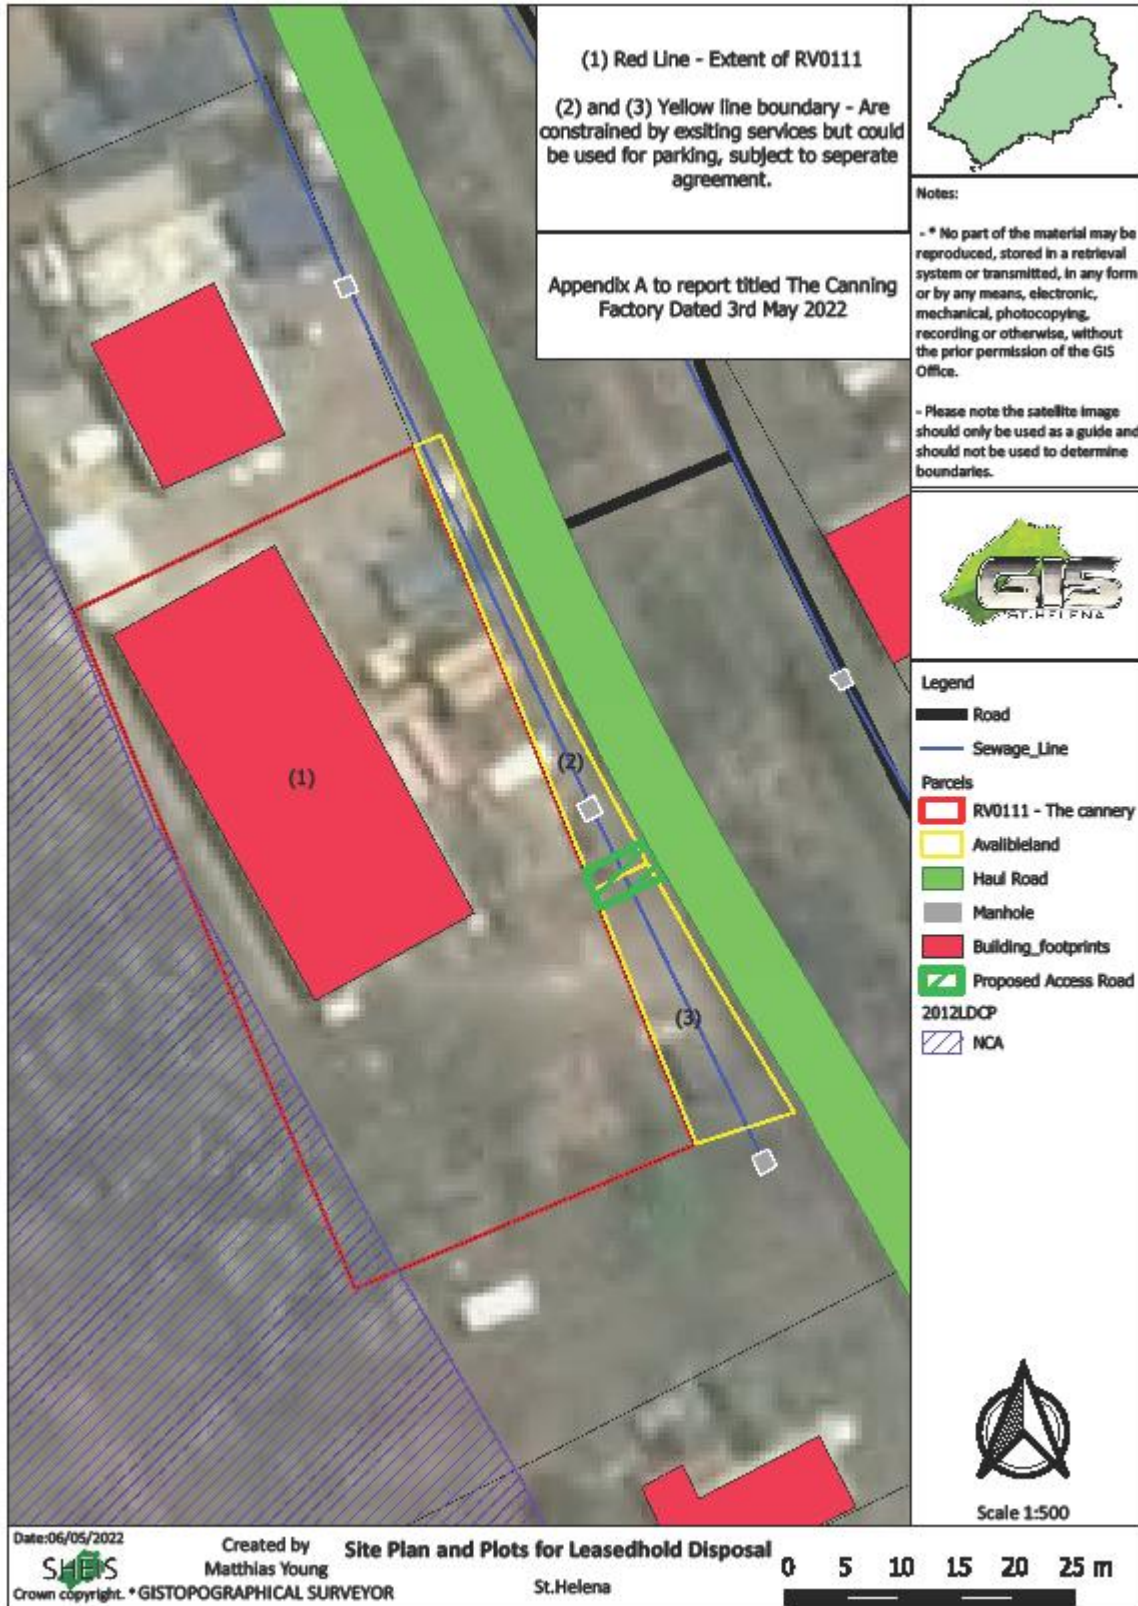 (1) Red Line - Extent of RV0111
(2) and (3) Yellow line boundary - Are
constrained by exsiting services but could
be used for parking, subject to seperate
agreement.
Appendix A to report titled The Canning
Factory Dated 3rd May 2022
Notes:
- * No part of the material may be
reproduced, stored in a retrieval
system or transmitted, in any form
or by any means, electronic,
mechanical, photocopying,
recording or otherwise, without
the prior permission of the GIS
Office.
- Please note the satellite image
should only be used as a guide and
should not be used to determine
boundaries.
GIS
ST.HELENA
Legend
Road
Sewage_Line
Parcels
RV0111 - The cannery
Avalibleland
Haul Road
Manhole
Building_footprints
Proposed Access Road
2012LDCP
NCA
(1)
(2)
(3)
Scale 1:500
Date:06/05/2022
SHEIS
Crown copyright. * GISTOPOGRAPHICAL SURVEYOR
Created by
Matthias Young
Site Plan and Plots for Leasedhold Disposal
St.Helena
0 5 10 15 20 25 m